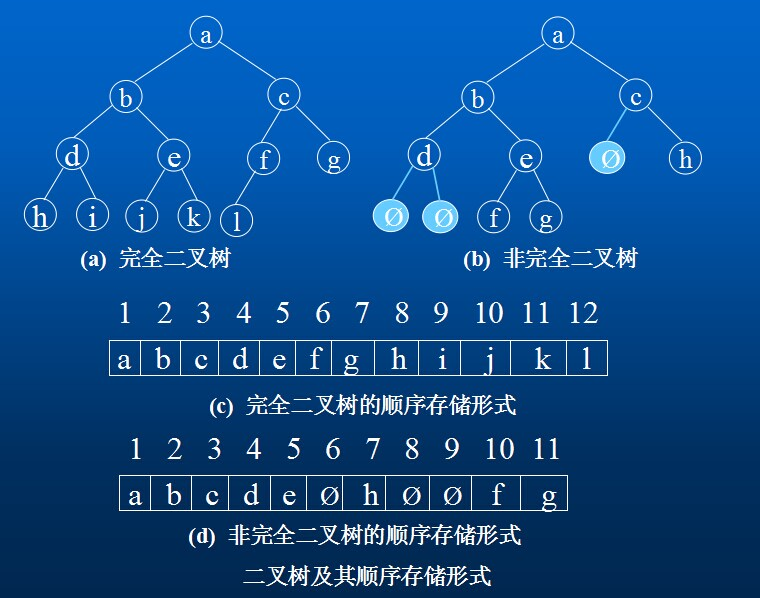 a a
b c b c
d e f g d e Ø h
h i j k l Ø Ø f g
(a) 完全二叉树 (b) 非完全二叉树
1 2 3 4 5 6 7 8 9 10 11 12
a b c d e f g h i j k l
(c) 完全二叉树的顺序存储形式
1 2 3 4 5 6 7 8 9 10 11
a b c d e Ø h Ø Ø f g
(d) 非完全二叉树的顺序存储形式
二叉树及其顺序存储形式